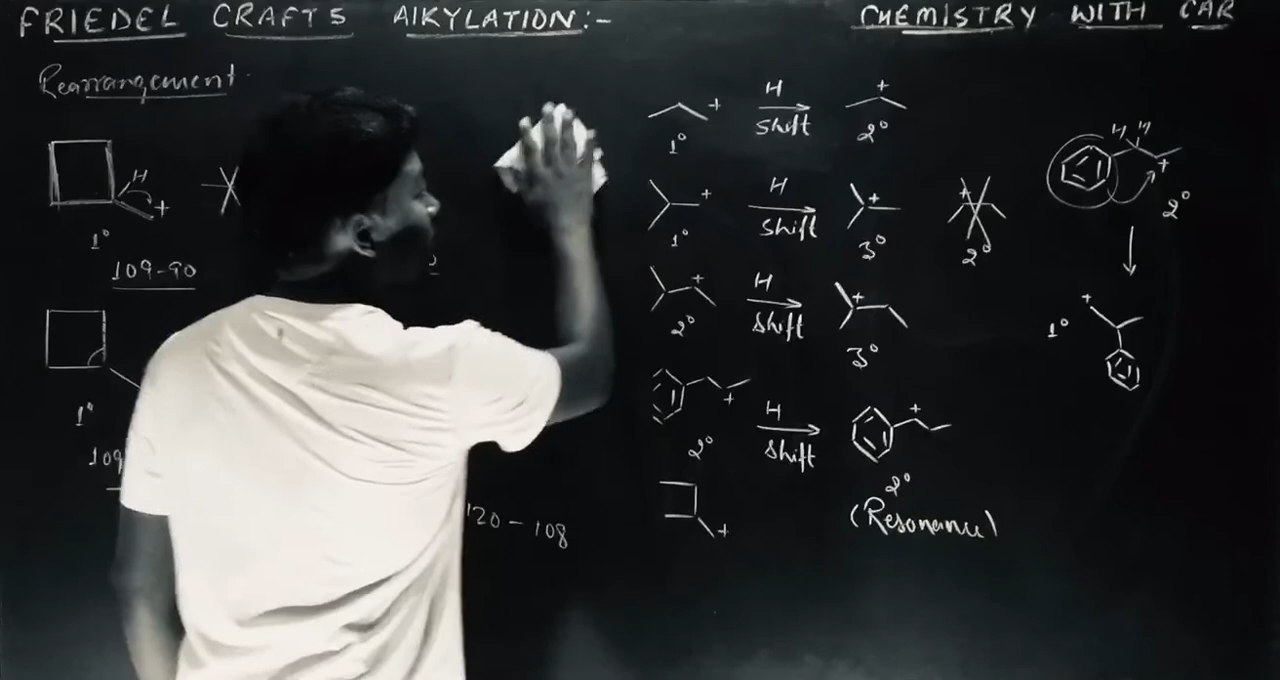 FRIEDEL CRAFTS AIKYLATION:-
CHEMISTRY WITH CAR
Rearrangement
H
+
1°
109-90
1°
109
120-108
+
1°
H
Shift
+
2°
+
1°
H
Shift
3°
+
2°
+
2°
H
Shift
+
3°
+
2°
H
Shift
+
2°
(Resonance)
+
H H
+
2°
+
1°